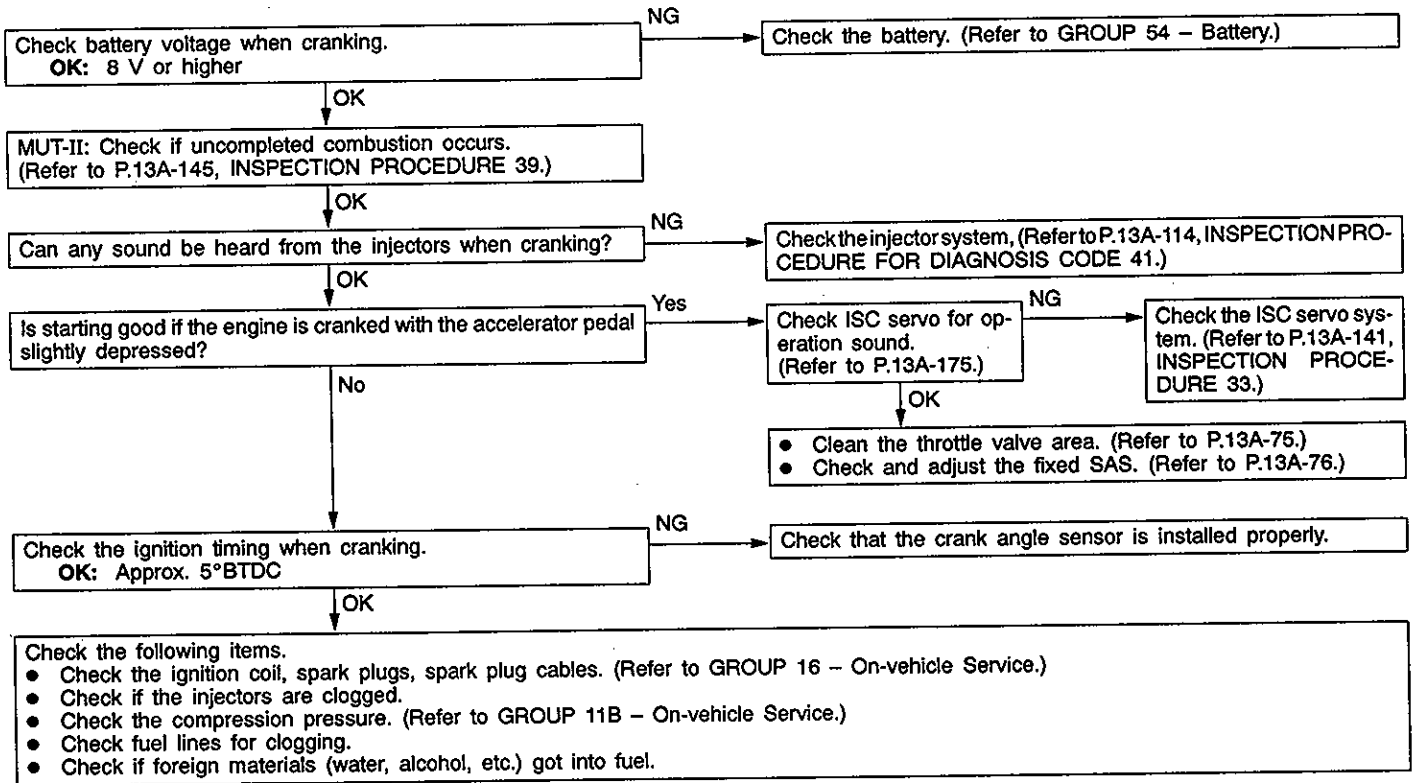 Check battery voltage when cranking.
OK: 8 V or higher
NG
Check the battery. (Refer to GROUP 54 – Battery.)
OK
MUT-II: Check if uncompleted combustion occurs.
(Refer to P.13A-145, INSPECTION PROCEDURE 39.)
OK
Can any sound be heard from the injectors when cranking?
NG
Check the injector system, (Refer to P.13A-114, INSPECTION PRO-
CEDURE FOR DIAGNOSIS CODE 41.)
OK
Is starting good if the engine is cranked with the accelerator pedal
slightly depressed?
Yes
Check ISC servo for op-
eration sound.
(Refer to P.13A-175.)
NG
Check the ISC servo sys-
tem. (Refer to P.13A-141,
INSPECTION PROCE-
DURE 33.)
OK
● Clean the throttle valve area. (Refer to P.13A-75.)
● Check and adjust the fixed SAS. (Refer to P.13A-76.)
No
Check the ignition timing when cranking.
OK: Approx. 5°BTDC
NG
Check that the crank angle sensor is installed properly.
OK
Check the following items.
● Check the ignition coil, spark plugs, spark plug cables. (Refer to GROUP 16 – On-vehicle Service.)
● Check if the injectors are clogged.
● Check the compression pressure. (Refer to GROUP 11B – On-vehicle Service.)
● Check fuel lines for clogging.
● Check if foreign materials (water, alcohol, etc.) got into fuel.